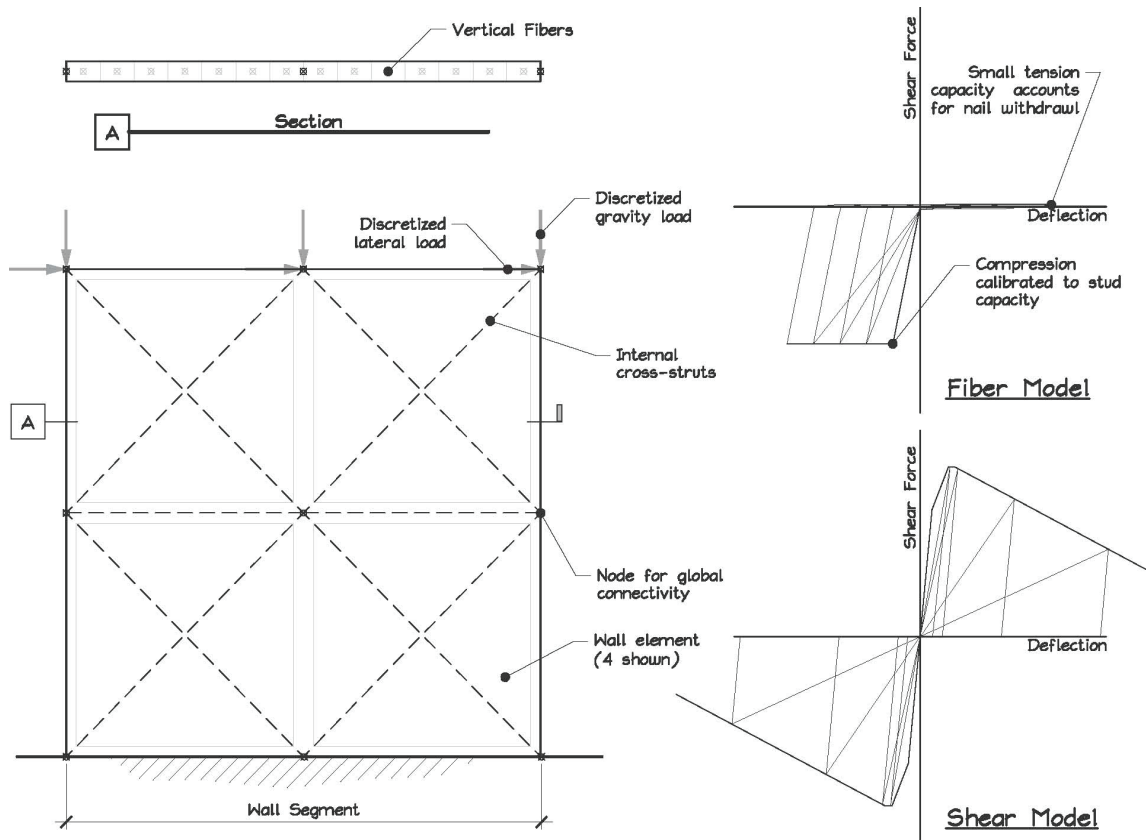 Vertical Fibers
Section
A
Discretized
lateral load
Discretized
gravity load
Internal
cross-struts
A
Node for global
connectivity
Wall element
(4 shown)
Wall Segment
Shear Force
Small tension
capacity accounts
for nail withdrawl
Deflection
Compression
calibrated to stud
capacity
Fiber Model
Shear Force
Deflection
Shear Model